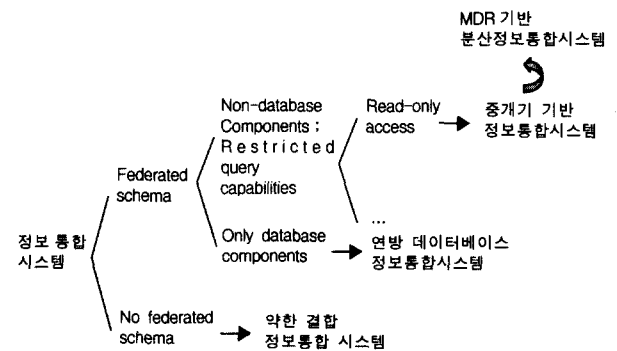 MDR 기반
분산정보통합시스템
Non-database
Components ;
Restricted
query
capabilities
Read-only
access
중개기 기반
정보통합시스템
Federated
schema
...
정보 통합
시스템
Only database
components
연방 데이터베이스
정보통합시스템
No federated
schema
약한 결합
정보통합 시스템